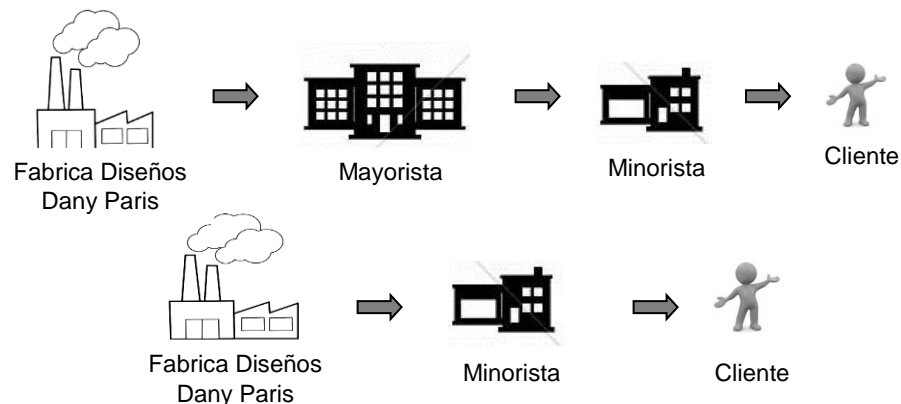 Fabrica Diseños
Dany Paris
Mayorista
Minorista
Cliente
Fabrica Diseños
Dany Paris
Minorista
Cliente